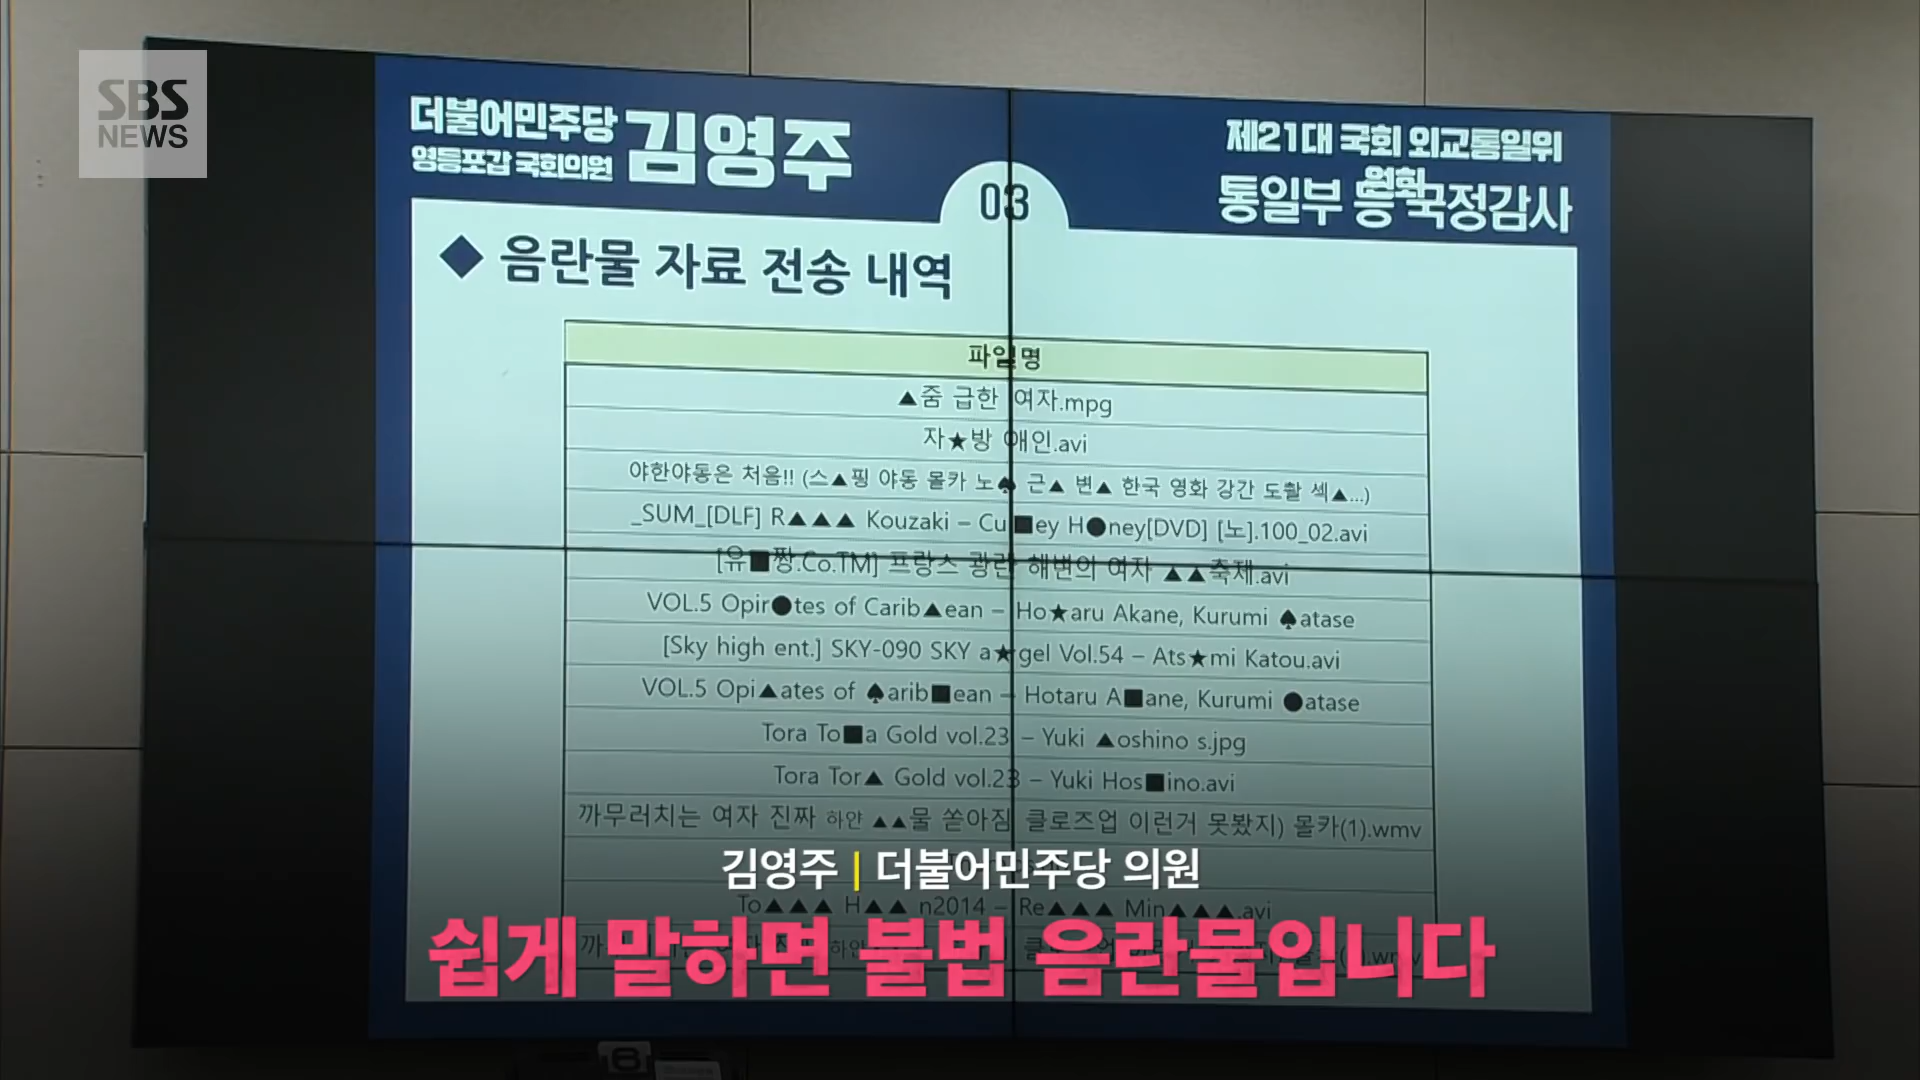 SBS
NEWS
더불어민주당 김영주
영등포갑 국회의원
제21대 국회 외교통일위
원회
통일부 등 국정감사
03
◆ 음란물 자료 전송 내역
파일명
▲줌 급한 여자.mpg
자★방 애인.avi
야한야동은 처음!! (스▲핑 야동 몰카 노♠ 근▲ 변▲ 한국 영화 강간 도촬 섹▲...)
_SUM_[DLF] R▲▲▲ Kouzaki – Cu■ey H●ney[DVD] [노].100_02.avi
[유■짱.Co.TM] 프랑스 광란 해변의 여자 ▲▲축제.avi
VOL.5 Opir●tes of Carib▲ean – Ho★aru Akane, Kurumi ♠atase
[Sky high ent.] SKY-090 SKY a★gel Vol.54 – Ats★mi Katou.avi
VOL.5 Opi▲ates of ♠arib■ean – Hotaru A■ane, Kurumi ●atase
Tora To■a Gold vol.23 – Yuki ▲oshino s.jpg
Tora Tor▲ Gold vol.23 – Yuki Hos■ino.avi
까무러치는 여자 진짜 하얀 ▲▲물 쏟아짐 클로즈업 이런거 못봤지) 몰카(1).wmv
김영주 | 더불어민주당 의원
To▲▲▲ H▲▲ n2014 – Re▲▲▲ Min▲▲▲.avi
쉽게 말하면 불법 음란물입니다